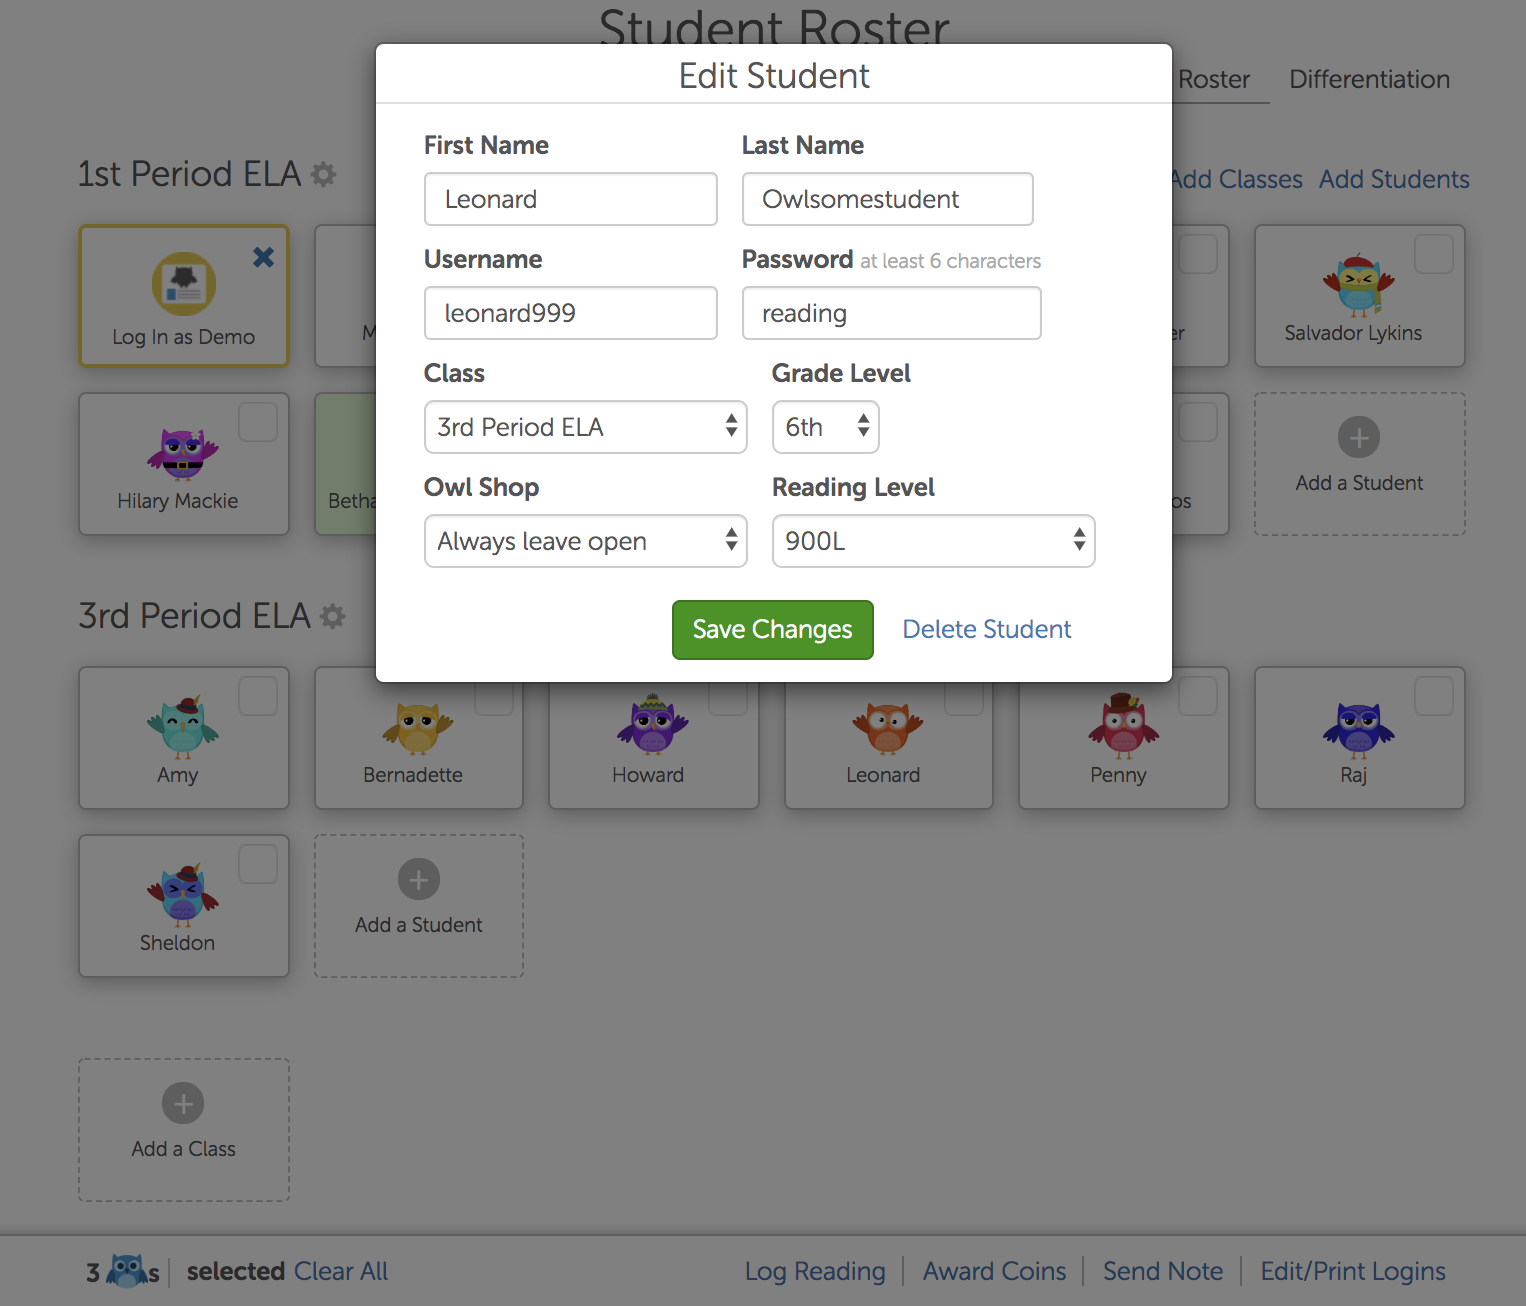 Student Roster
Edit Student
Roster
Differentiation
1st Period ELA
Add Classes
Add Students
First Name
Last Name
Leonard
Owlsomestudent
Username
Password at least 6 characters
leonard999
reading
Class
Grade Level
3rd Period ELA
6th
Owl Shop
Reading Level
Always leave open
900L
Save Changes
Delete Student
Log In as Demo
Salvador Lykins
Hilary Mackie
Add a Student
3rd Period ELA
Amy
Bernadette
Howard
Leonard
Penny
Raj
Sheldon
Add a Student
Add a Class
3 s selected Clear All
Log Reading
Award Coins
Send Note
Edit/Print Logins